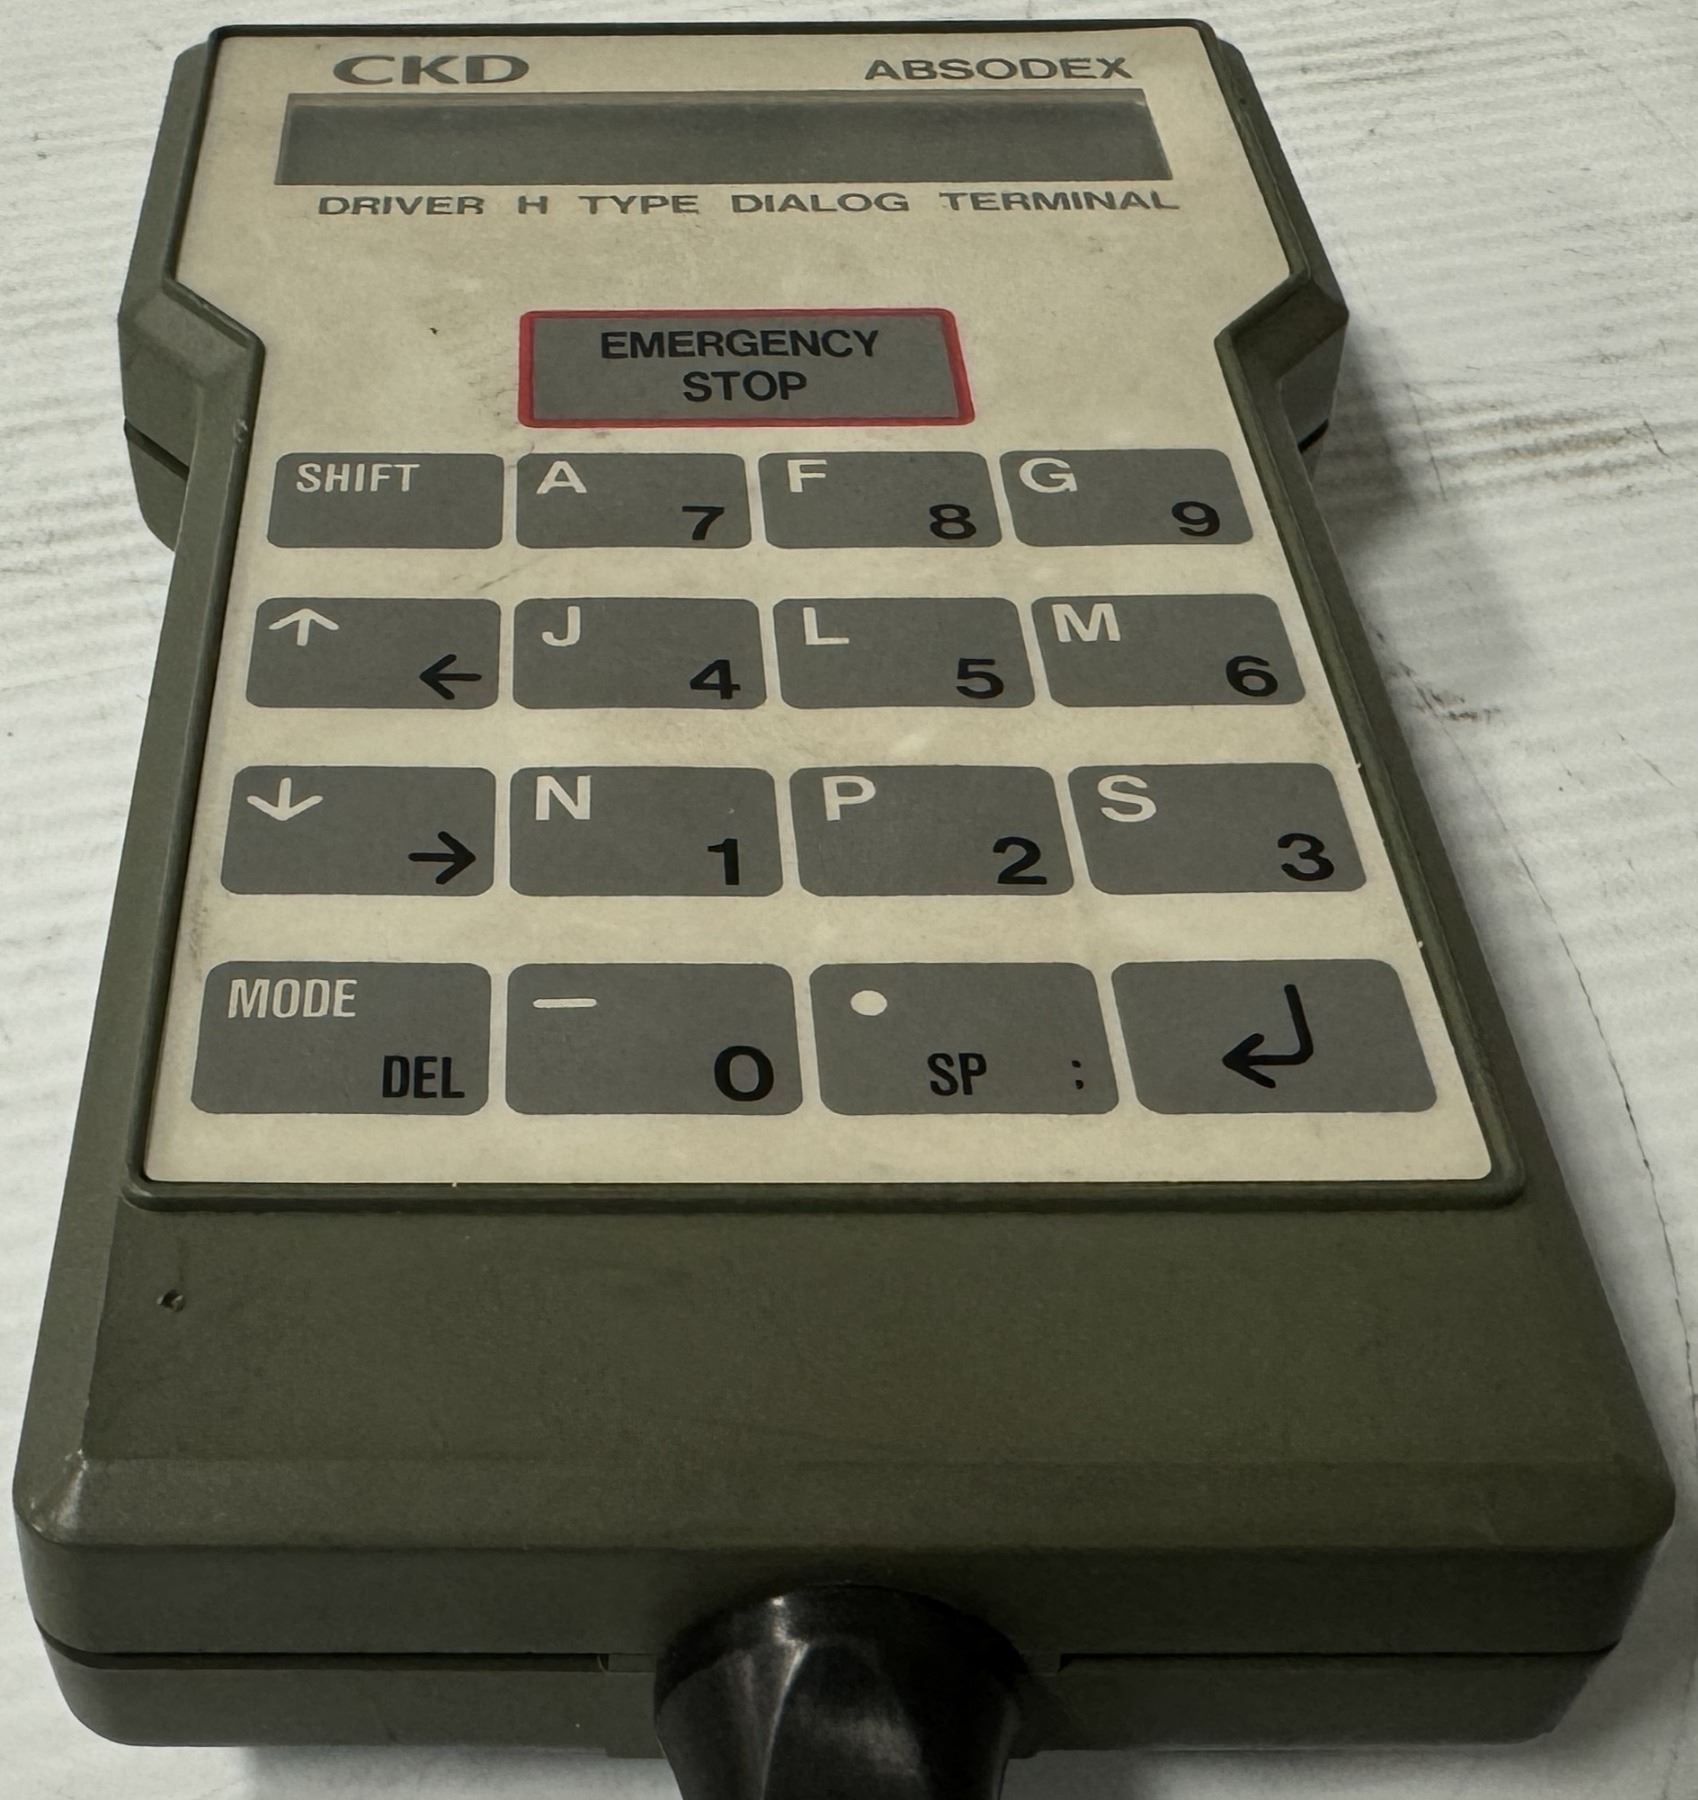 CKD ABSODEX
DRIVER H TYPE DIALOG TERMINAL
EMERGENCY
STOP
SHIFT A 7 F 8 G 9
↑ ← J 4 L 5 M 6
↓ → N 1 P 2 S 3
MODE DEL — 0 • SP ; ↵